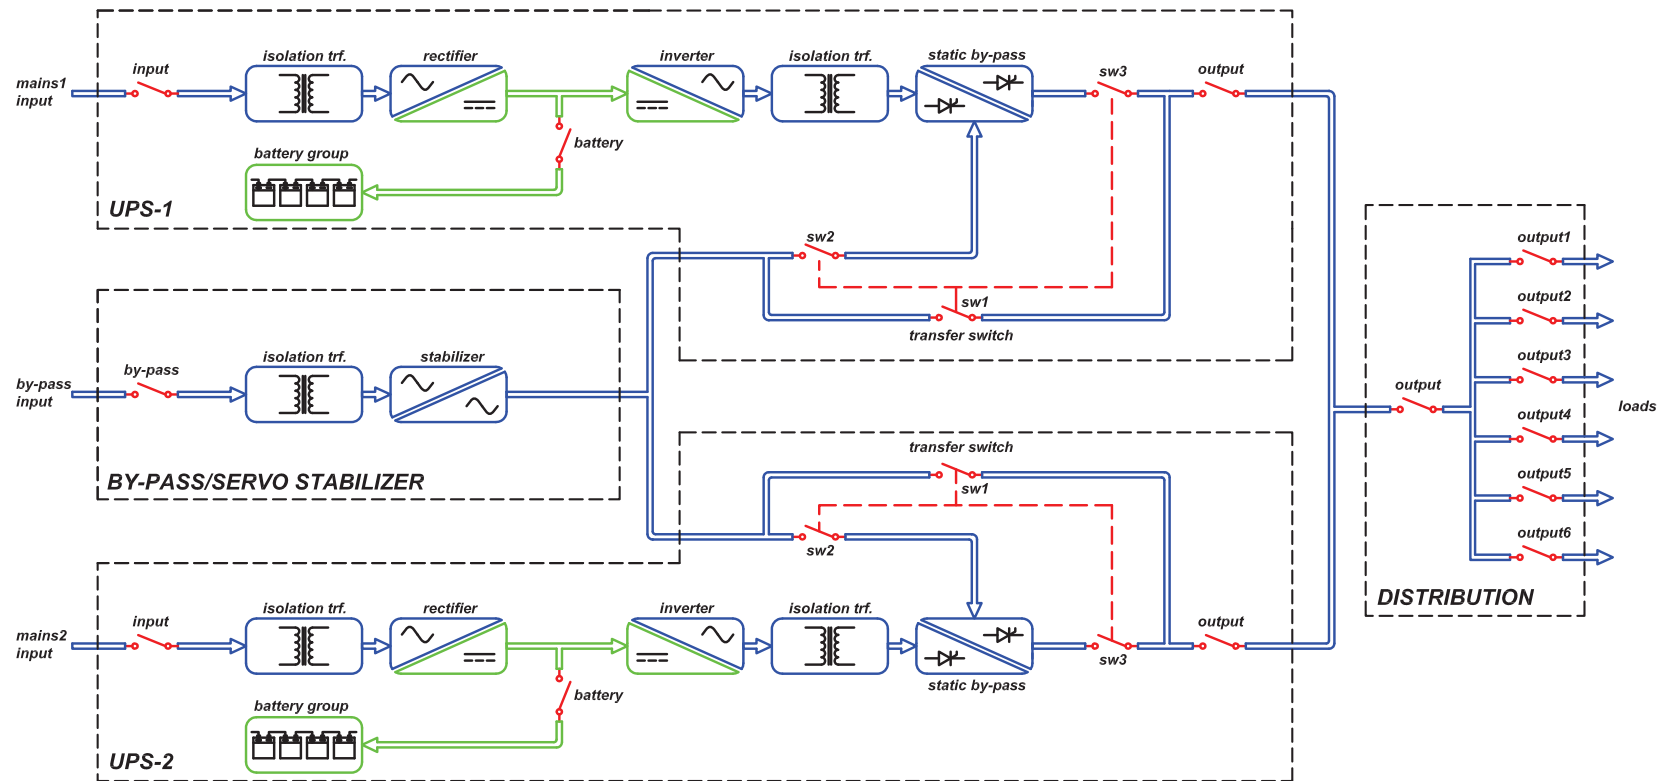 isolation trf.
rectifier
inverter
isolation trf.
static by-pass
mains1
input
input
sw3
output
battery
battery group
UPS-1
sw2
sw1
transfer switch
output1
output2
output3
output4
output5
output6
output
loads
DISTRIBUTION
by-pass
input
by-pass
isolation trf.
stabilizer
BY-PASS/SERVO STABILIZER
transfer switch
sw1
sw2
mains2
input
input
isolation trf.
rectifier
inverter
isolation trf.
static by-pass
sw3
output
battery
battery group
UPS-2